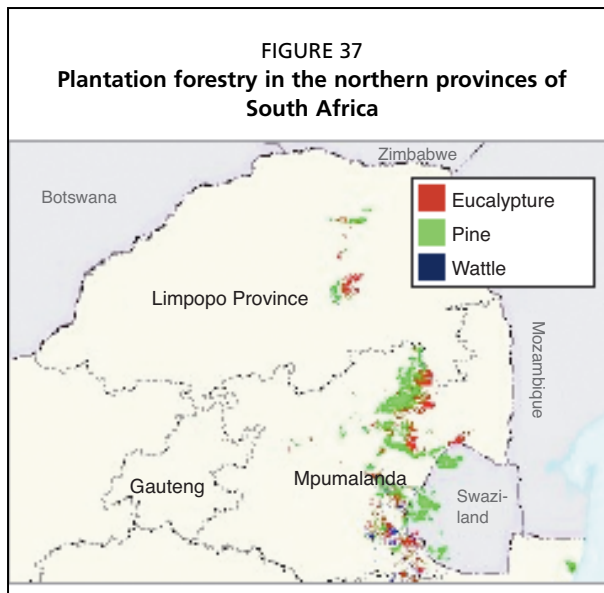 FIGURE 37
Plantation forestry in the northern provinces of
South Africa
Zimbabwe
Botswana
Eucalypture
Pine
Wattle
Limpopo Province
Mozambique
Mpumalanda
Gauteng
Swazi-
land